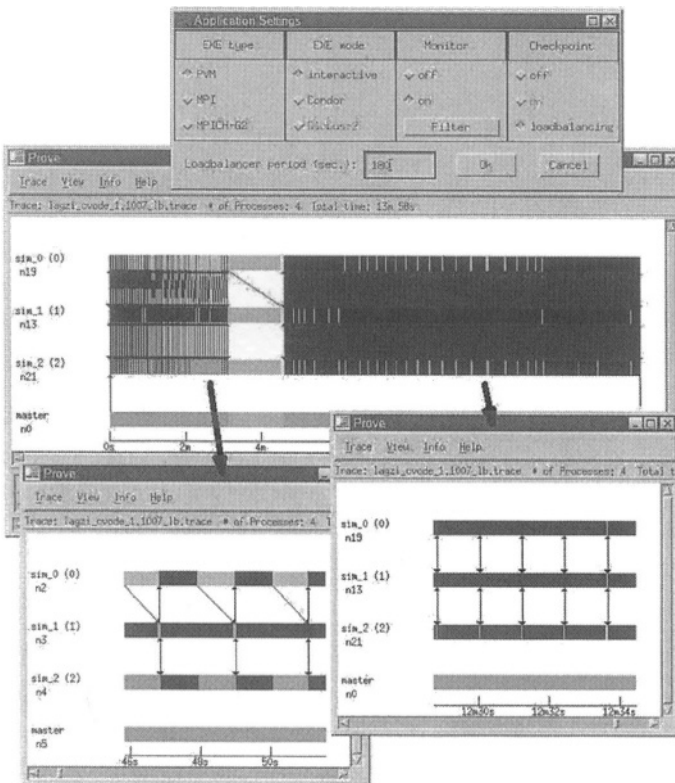 Application Settings
EXE type EXE mode Monitor Checkpoint
PVM interactive off off
MPI Condor on on
MPICH-G2 Globus-2 Filter loadbalancing
Loadbalancer period (sec.): 180 Ok Cancel
Prove
Trace View Info Help
Trace: lagzi_cvode_1.1007_lb.trace # of Processes: 4 Total time: 13m 58s
sim_0 (0)
n19
sim_1 (1)
n13
sim_2 (2)
n21
master
n0
0s 2m 4m
Prove
Trace View Info Help
Trace: lagzi_cvode_1.1007_lb.trace # of Processes: 4
sim_0 (0)
n2
sim_1 (1)
n3
sim_2 (2)
n4
master
n5
46s 48s 50s
Prove
Trace View Info Help
Trace: lagzi_cvode_1.1007_lb.trace # of Processes: 4 Total t
sim_0 (0)
n19
sim_1 (1)
n13
sim_2 (2)
n21
master
n0
12m30s 12m32s 12m34s